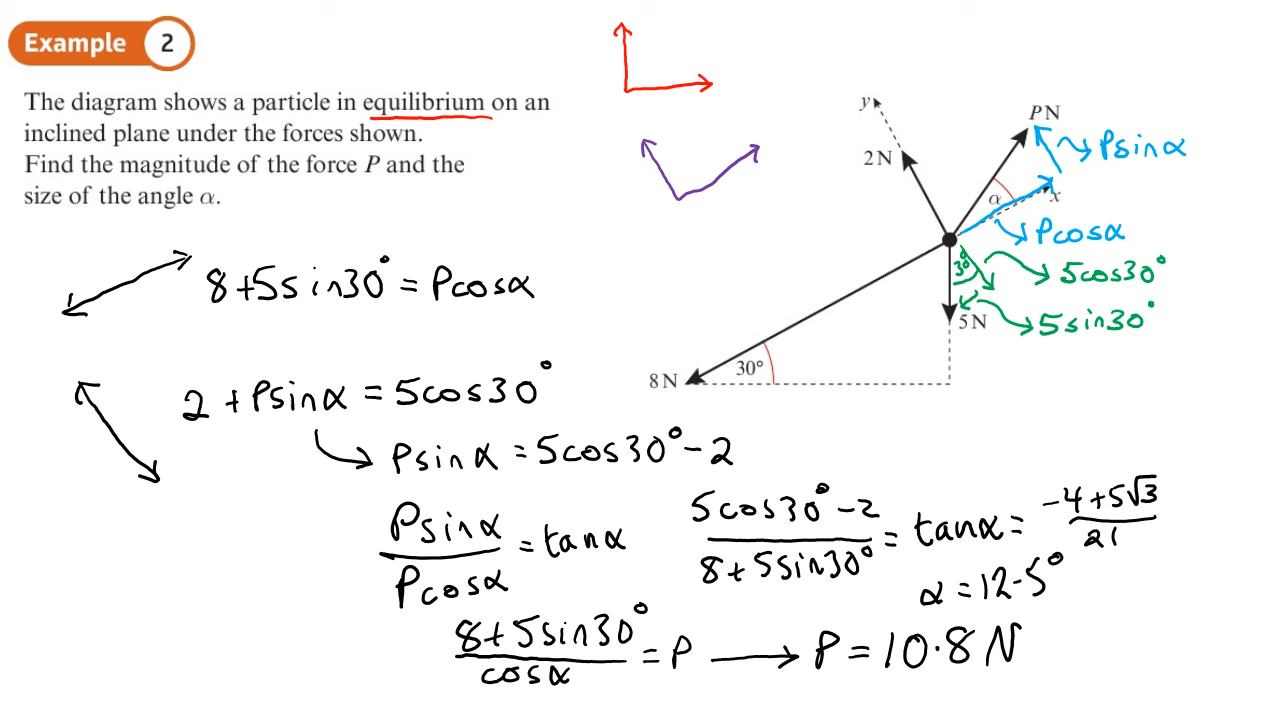 Example 2
The diagram shows a particle in equilibrium on an
inclined plane under the forces shown.
Find the magnitude of the force P and the
size of the angle α.
y
2 N
P N
Psinα
α
x
Pcosα
30°
5cos30°
5 N
5sin30°
30°
8 N
8+5sin30° = Pcosα
2 + Psinα = 5cos30°
Psinα = 5cos30° - 2
Psinα / Pcosα = tanα
5cos30° - 2 / 8 + 5sin30° = tanα = -4 + 5√3 / 21
α = 12.5°
8 + 5sin30° / cosα = P → P = 10.8 N